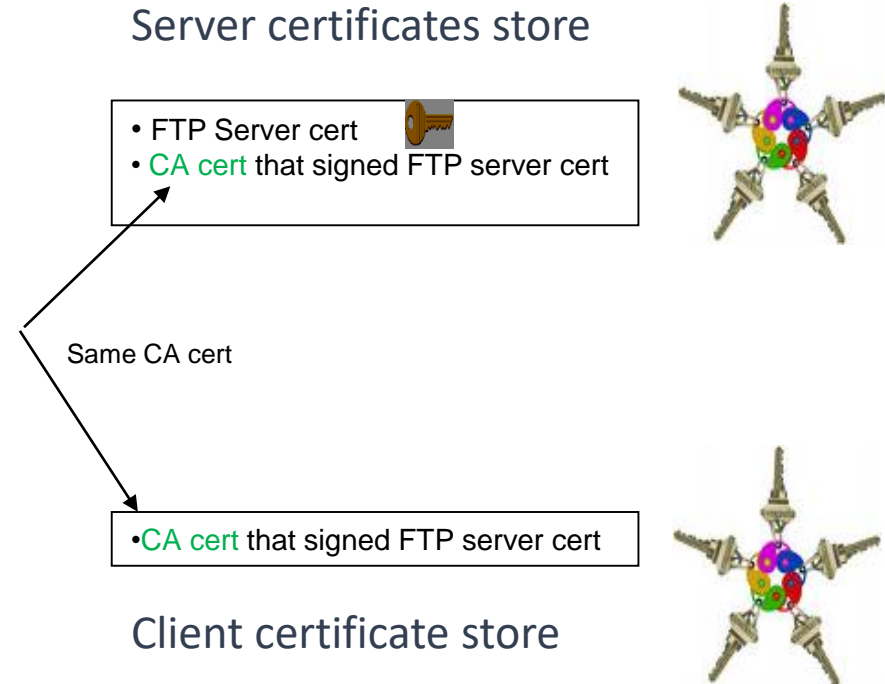 Server certificates store
• FTP Server cert
• CA cert that signed FTP server cert
Same CA cert
•CA cert that signed FTP server cert
Client certificate store